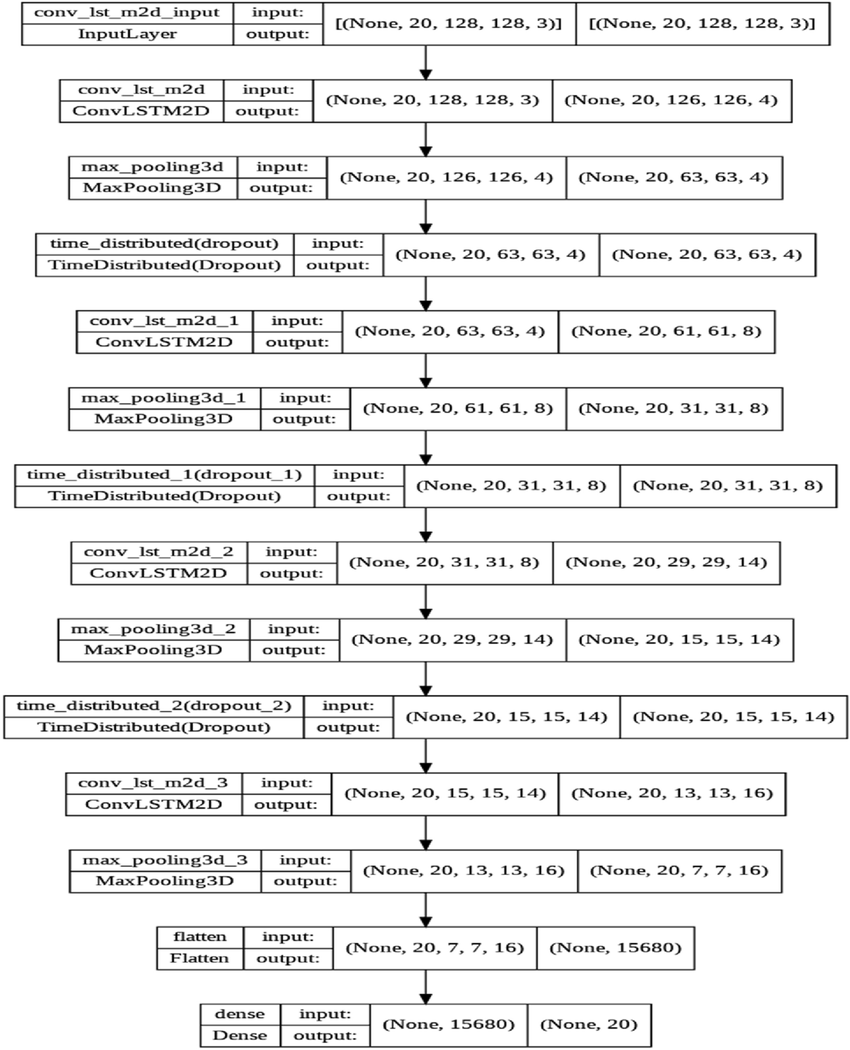 conv_lst_m2d_input input: [(None, 20, 128, 128, 3)] [(None, 20, 128, 128, 3)]
InputLayer output:
conv_lst_m2d input: (None, 20, 128, 128, 3) (None, 20, 126, 126, 4)
ConvLSTM2D output:
max_pooling3d input: (None, 20, 126, 126, 4) (None, 20, 63, 63, 4)
MaxPooling3D output:
time_distributed(dropout) input: (None, 20, 63, 63, 4) (None, 20, 63, 63, 4)
TimeDistributed(Dropout) output:
conv_lst_m2d_1 input: (None, 20, 63, 63, 4) (None, 20, 61, 61, 8)
ConvLSTM2D output:
max_pooling3d_1 input: (None, 20, 61, 61, 8) (None, 20, 31, 31, 8)
MaxPooling3D output:
time_distributed_1(dropout_1) input: (None, 20, 31, 31, 8) (None, 20, 31, 31, 8)
TimeDistributed(Dropout) output:
conv_lst_m2d_2 input: (None, 20, 31, 31, 8) (None, 20, 29, 29, 14)
ConvLSTM2D output:
max_pooling3d_2 input: (None, 20, 29, 29, 14) (None, 20, 15, 15, 14)
MaxPooling3D output:
time_distributed_2(dropout_2) input: (None, 20, 15, 15, 14) (None, 20, 15, 15, 14)
TimeDistributed(Dropout) output:
conv_lst_m2d_3 input: (None, 20, 15, 15, 14) (None, 20, 13, 13, 16)
ConvLSTM2D output:
max_pooling3d_3 input: (None, 20, 13, 13, 16) (None, 20, 7, 7, 16)
MaxPooling3D output:
flatten input: (None, 20, 7, 7, 16) (None, 15680)
Flatten output:
dense input: (None, 15680) (None, 20)
Dense output: